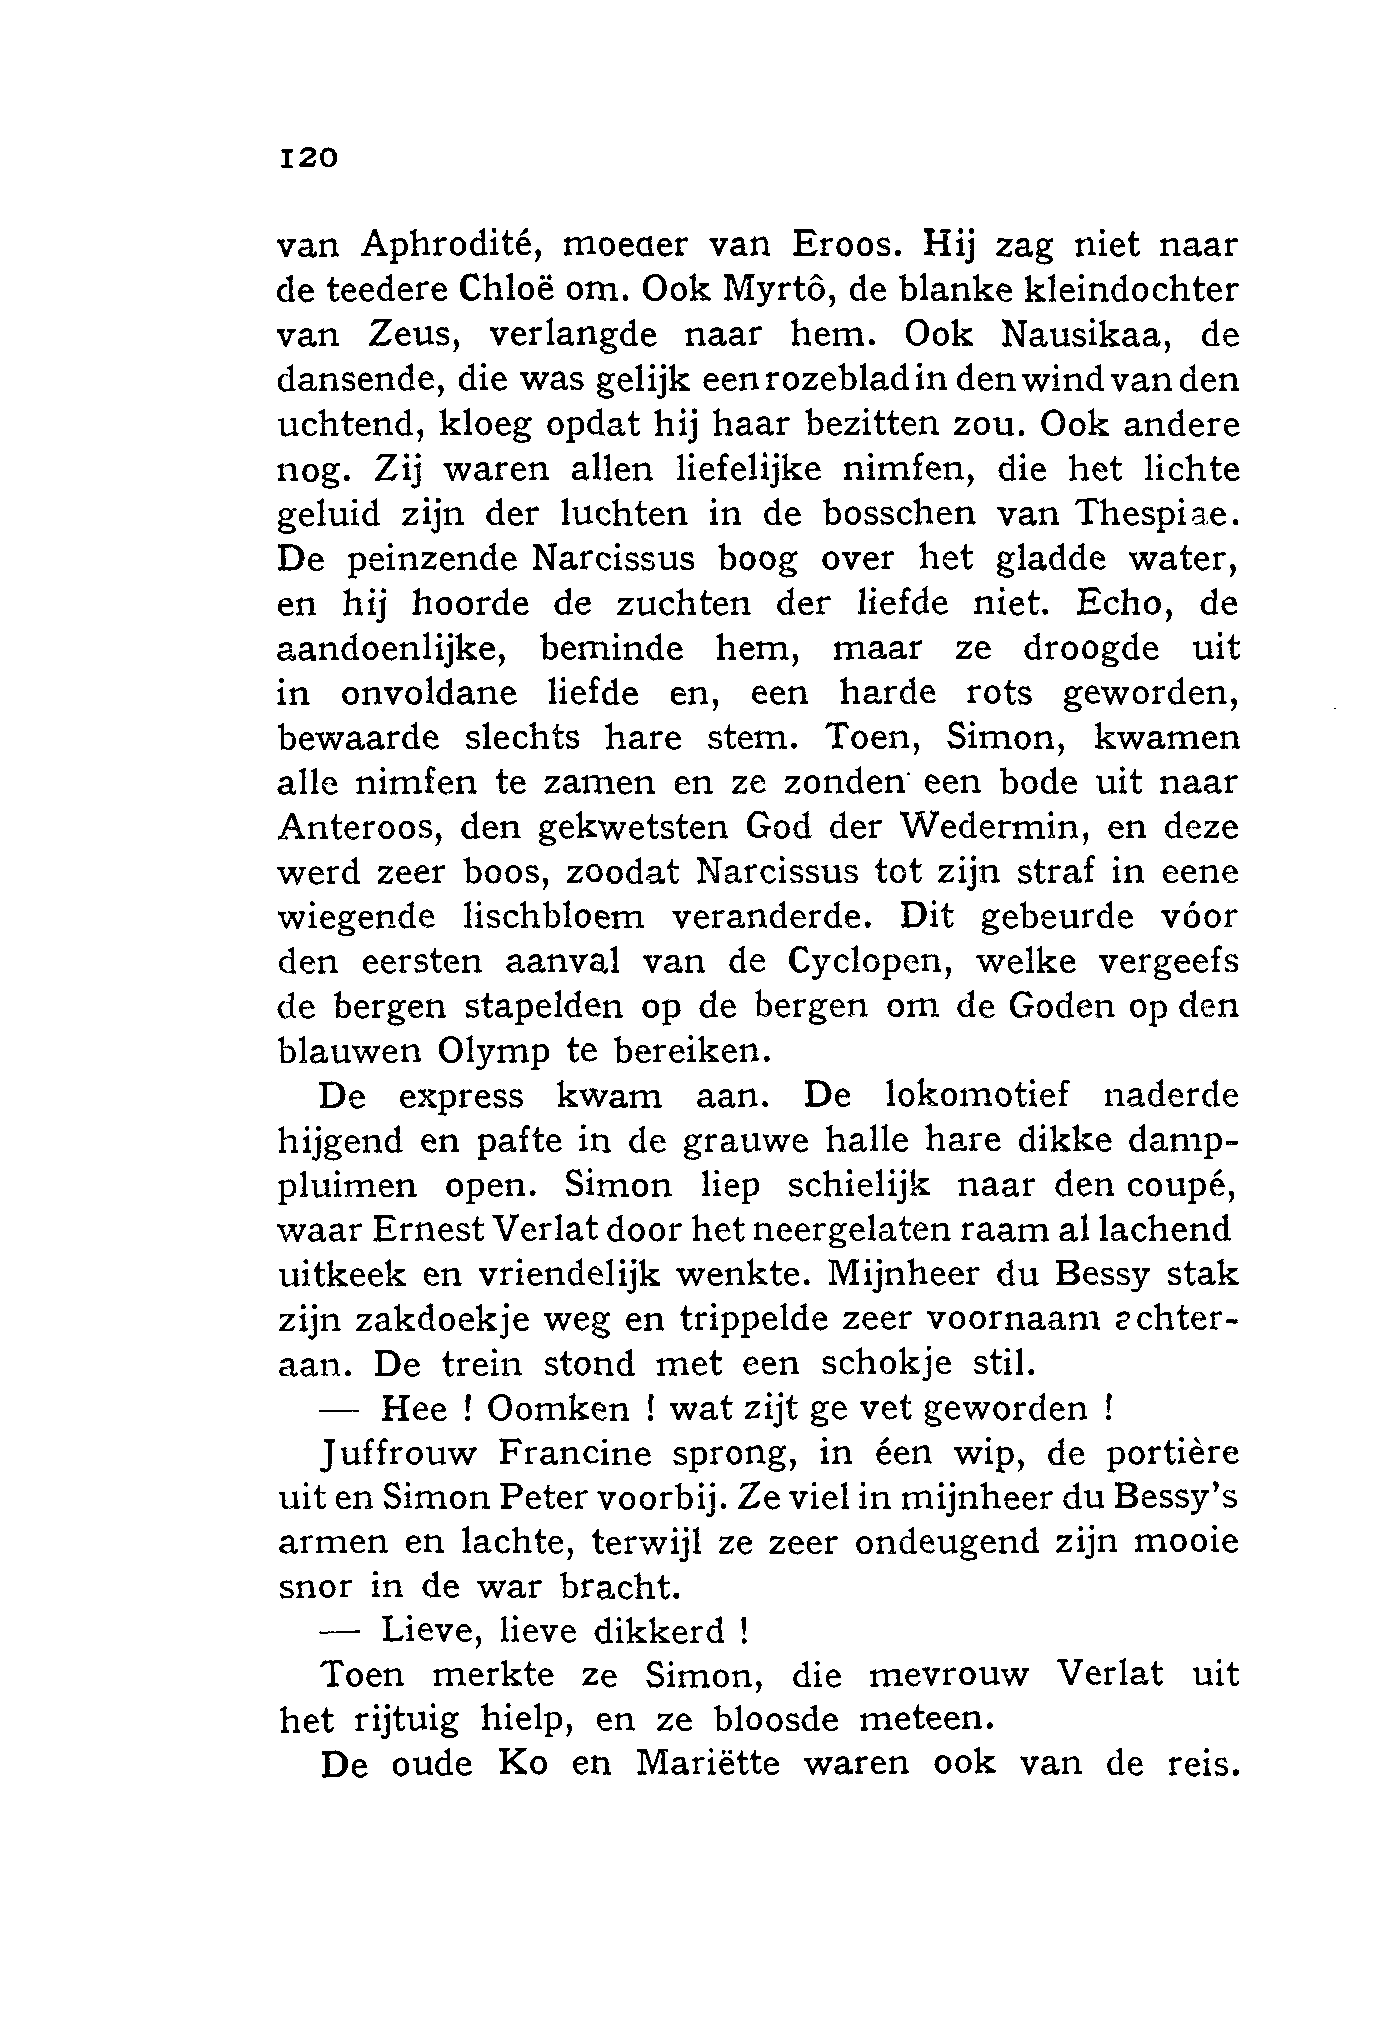 120
van Aphrodité, moeder van Eroos. Hij zag niet naar
de teedere Chloë om. Ook Myrtô, de blanke kleindochter
van Zeus, verlangde naar hem. Ook Nausikaa, de
dansende, die was gelijk een rozeblad in den wind van den
uchtend, kloeg opdat hij haar bezitten zou. Ook andere
nog. Zij waren allen liefelijke nimfen, die het lichte
geluid zijn der luchten in de bosschen van Thespiae.
De peinzende Narcissus boog over het gladde water,
en hij hoorde de zuchten der liefde niet. Echo, de
aandoenlijke, beminde hem, maar ze droogde uit
in onvoldane liefde en, een harde rots geworden,
bewaarde slechts hare stem. Toen, Simon, kwamen
alle nimfen te zamen en ze zonden een bode uit naar
Anteroos, den gekwetsten God der Wedermin, en deze
werd zeer boos, zoodat Narcissus tot zijn straf in eene
wiegende lischbloem veranderde. Dit gebeurde vóor
den eersten aanval van de Cyclopen, welke vergeefs
de bergen stapelden op de bergen om de Goden op den
blauwen Olymp te bereiken.
De express kwam aan. De lokomotief naderde
hijgend en pafte in de grauwe halle hare dikke damp-
pluimen open. Simon liep schielijk naar den coupé,
waar Ernest Verlat door het neergelaten raam al lachend
uitkeek en vriendelijk wenkte. Mijnheer du Bessy stak
zijn zakdoekje weg en trippelde zeer voornaam achter-
aan. De trein stond met een schokje stil.
— Hee ! Oomken ! wat zijt ge vet geworden !
Juffrouw Francine sprong, in éen wip, de portière
uit en Simon Peter voorbij. Ze viel in mijnheer du Bessy's
armen en lachte, terwijl ze zeer ondeugend zijn mooie
snor in de war bracht.
— Lieve, lieve dikkerd !
Toen merkte ze Simon, die mevrouw Verlat uit
het rijtuig hielp, en ze bloosde meteen.
De oude Ko en Mariëtte waren ook van de reis.